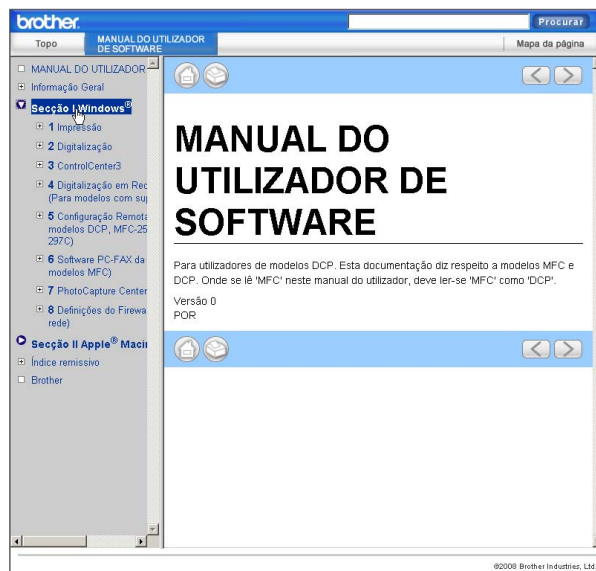 brother.
Procurar
Topo
MANUAL DO UTILIZADOR
DE SOFTWARE
Mapa da página
MANUAL DO UTILIZADOR
Informação Geral
Secção I Windows®
1 Impressão
2 Digitalização
3 ControlCenter3
4 Digitalização em Red
(Para modelos com su
5 Configuração Remota
modelos DCP, MFC-25
297C)
6 Software PC-FAX da
modelos MFC)
7 PhotoCapture Center
8 Definições do Firewa
rede)
Secção II Apple® Maci
Índice remissivo
Brother
MANUAL DO
UTILIZADOR DE
SOFTWARE
Para utilizadores de modelos DCP. Esta documentação diz respeito a modelos MFC e
DCP. Onde se lê 'MFC' neste manual do utilizador, deve ler-se 'MFC' como 'DCP'.
Versão 0
POR
©2008 Brother Industries, Ltd.